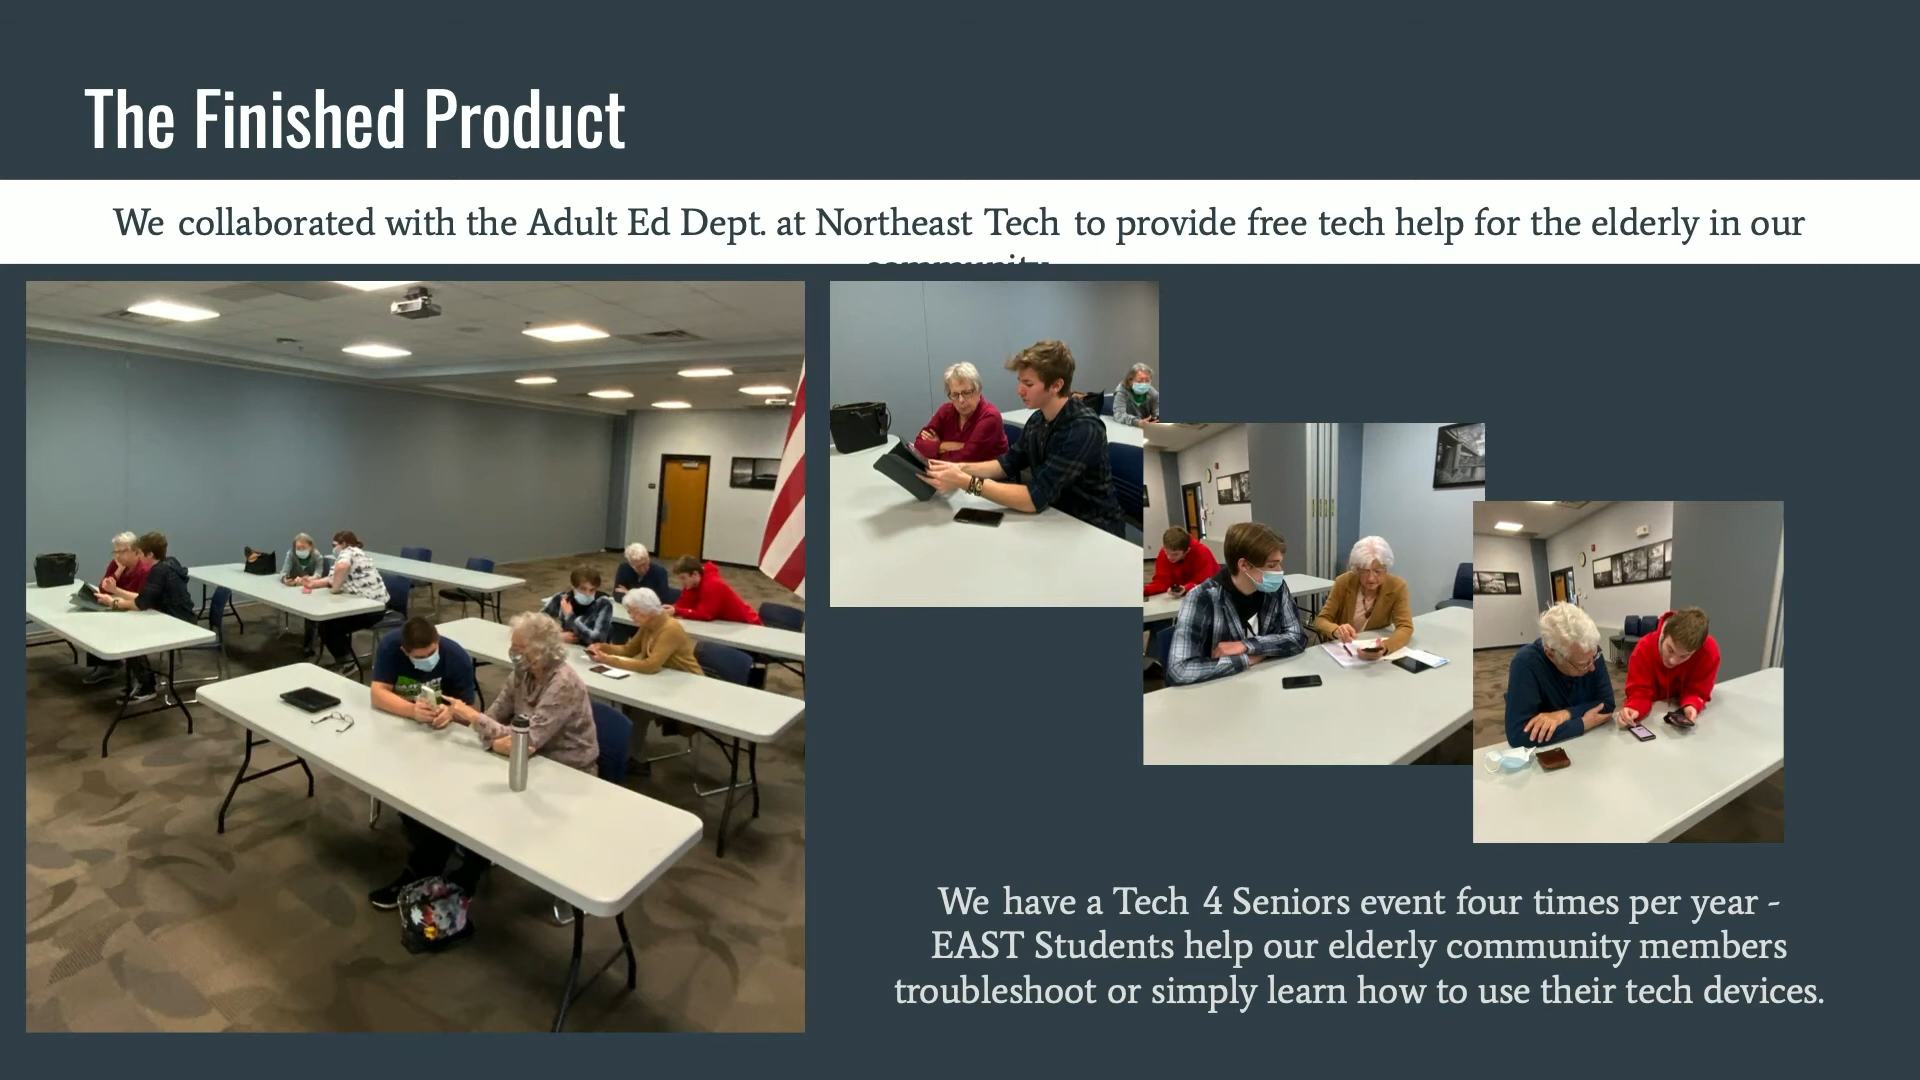 The Finished Product
We collaborated with the Adult Ed Dept. at Northeast Tech to provide free tech help for the elderly in our
community.
We have a Tech 4 Seniors event four times per year -
EAST Students help our elderly community members
troubleshoot or simply learn how to use their tech devices.